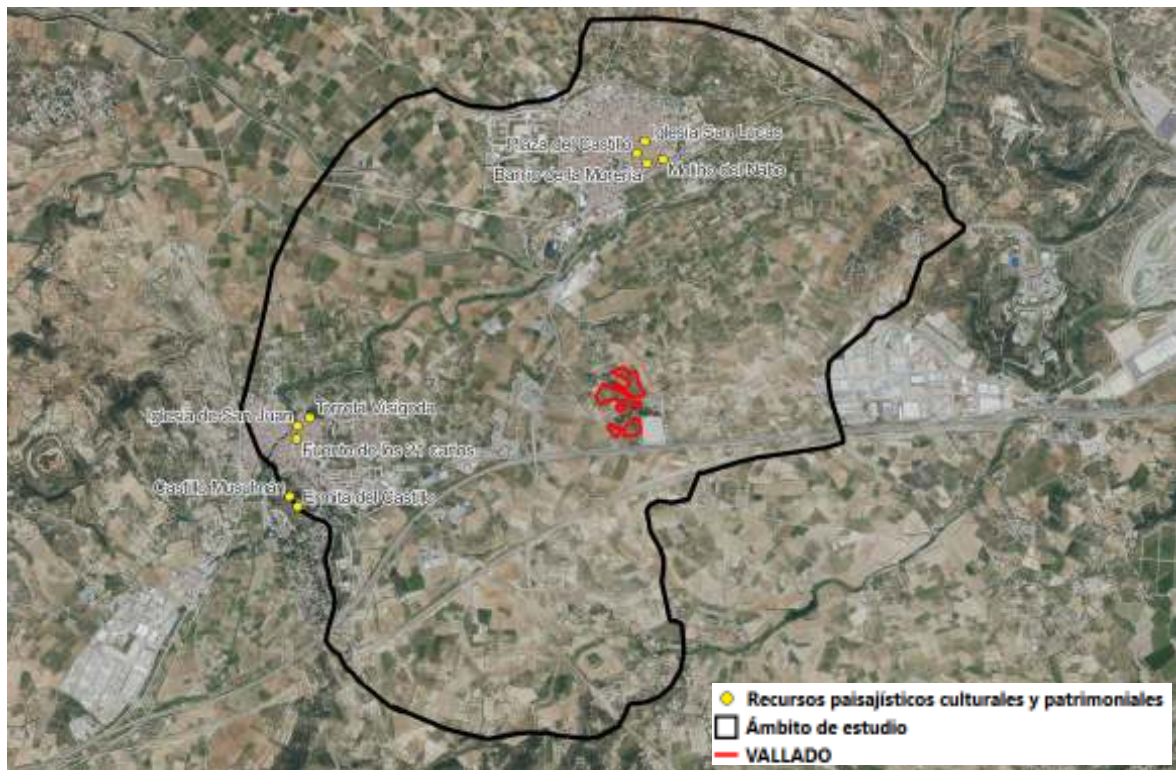 Iglesia San Lucas
Plaza del Castillo
Barrio de la Morería
Molino del Nabo
Torreta Visigoda
Iglesia de San Juan
Fuente de los 21 caños
Castillo Musulmán
Ermita del Castillo
Recursos paisajísticos culturales y patrimoniales
Ámbito de estudio
VALLADO